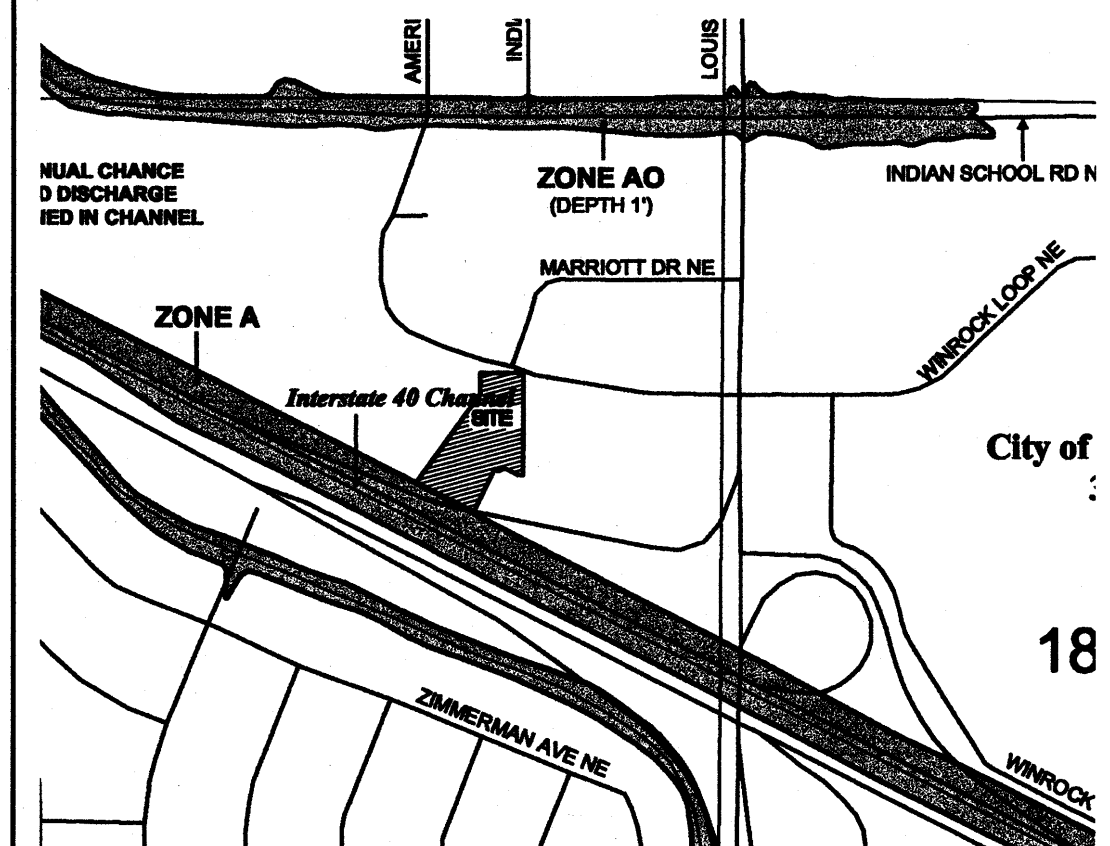 AMERI
INDI
LOUIS
NUAL CHANCE
D DISCHARGE
IED IN CHANNEL
ZONE AO
(DEPTH 1')
INDIAN SCHOOL RD N
MARRIOTT DR NE
WINROCK LOOP NE
ZONE A
Interstate 40 Channel
SITE
City of
18
ZIMMERMAN AVE NE
WINROCK